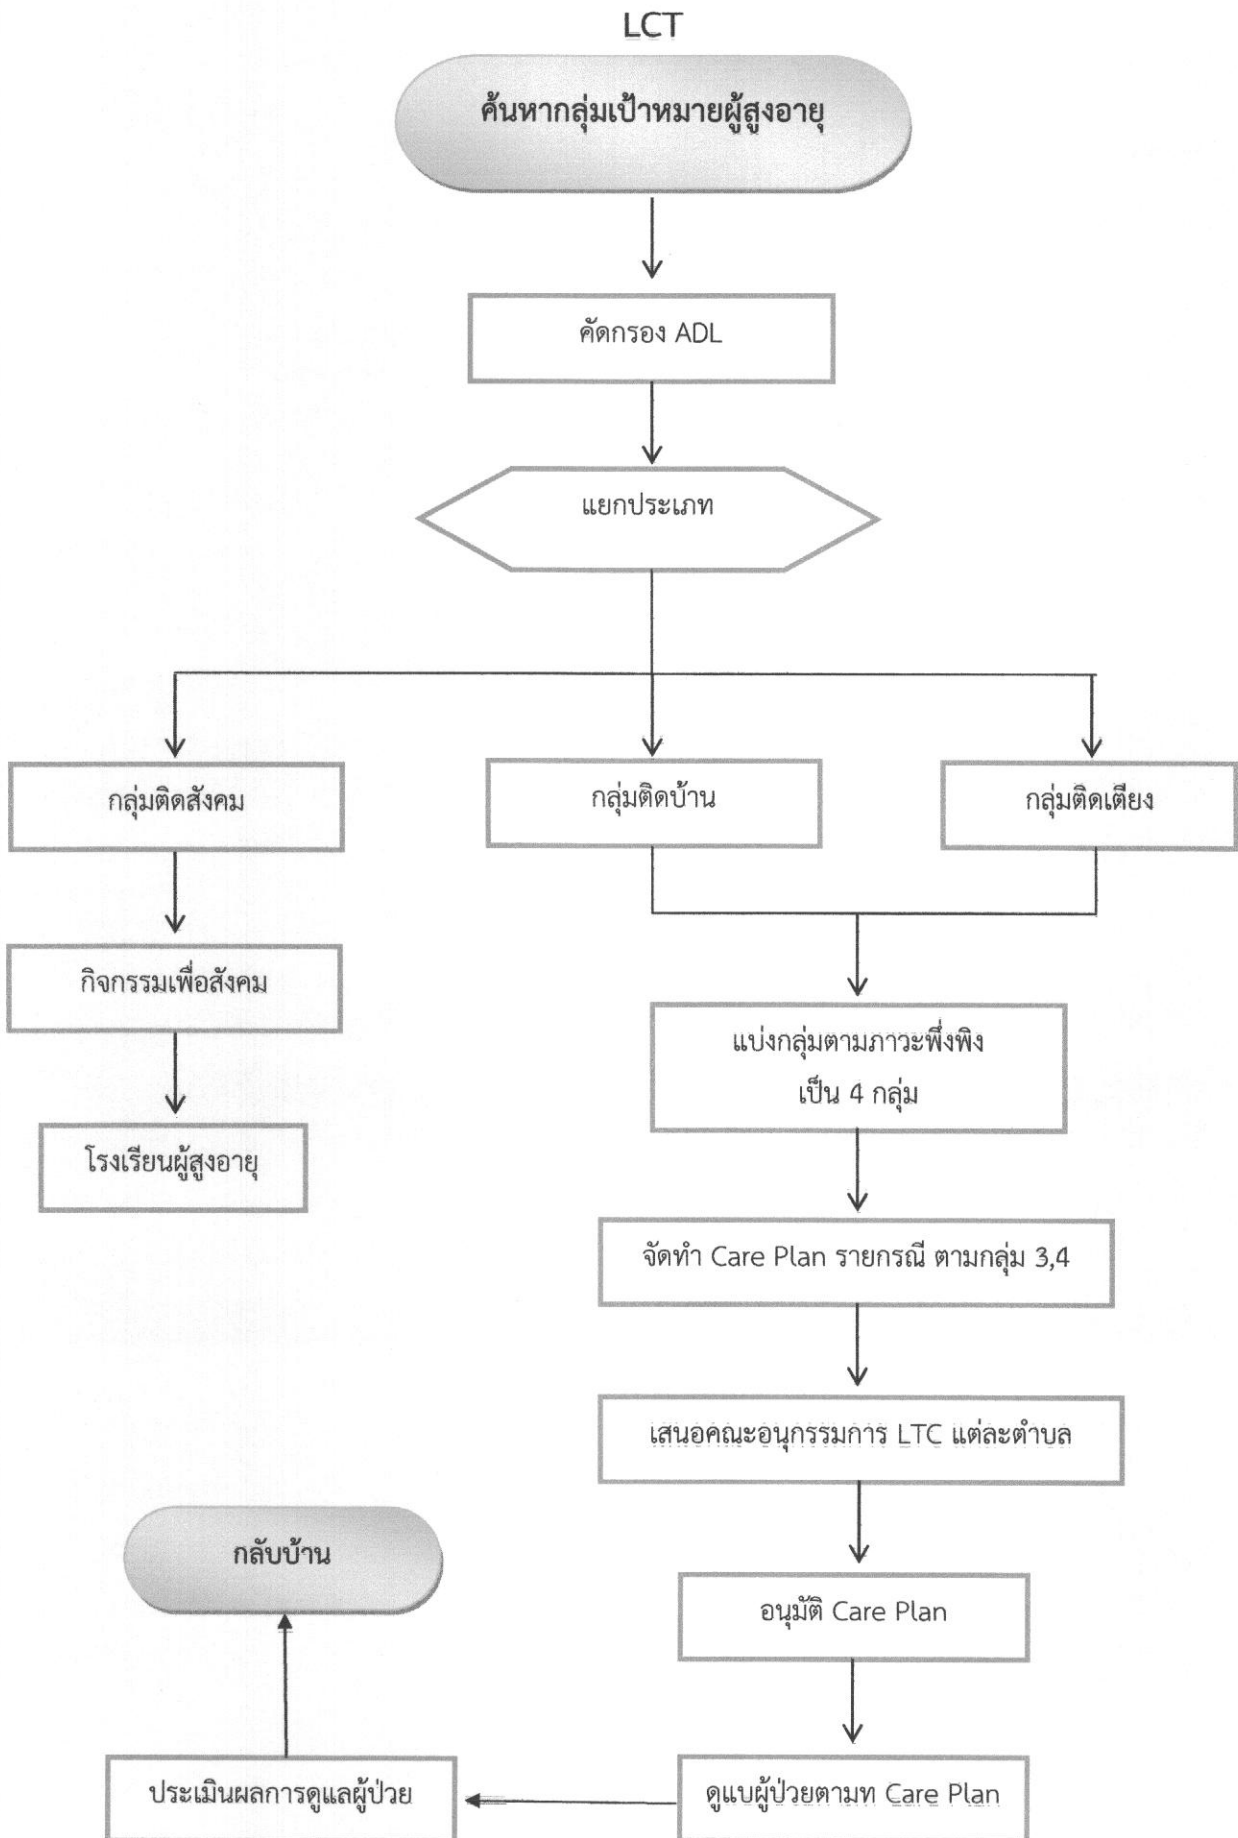 LCT
ค้นหากลุ่มเป้าหมายผู้สูงอายุ
คัดกรอง ADL
แยกประเภท
กลุ่มติดสังคม
กลุ่มติดบ้าน
กลุ่มติดเตียง
กิจกรรมเพื่อสังคม
แบ่งกลุ่มตามภาวะพึ่งพิง
เป็น 4 กลุ่ม
โรงเรียนผู้สูงอายุ
จัดทำ Care Plan รายกรณี ตามกลุ่ม 3,4
เสนอคณะอนุกรรมการ LTC แต่ละตำบล
กลับบ้าน
อนุมัติ Care Plan
ประเมินผลการดูแลผู้ป่วย
ดูแบผู้ป่วยตามท Care Plan